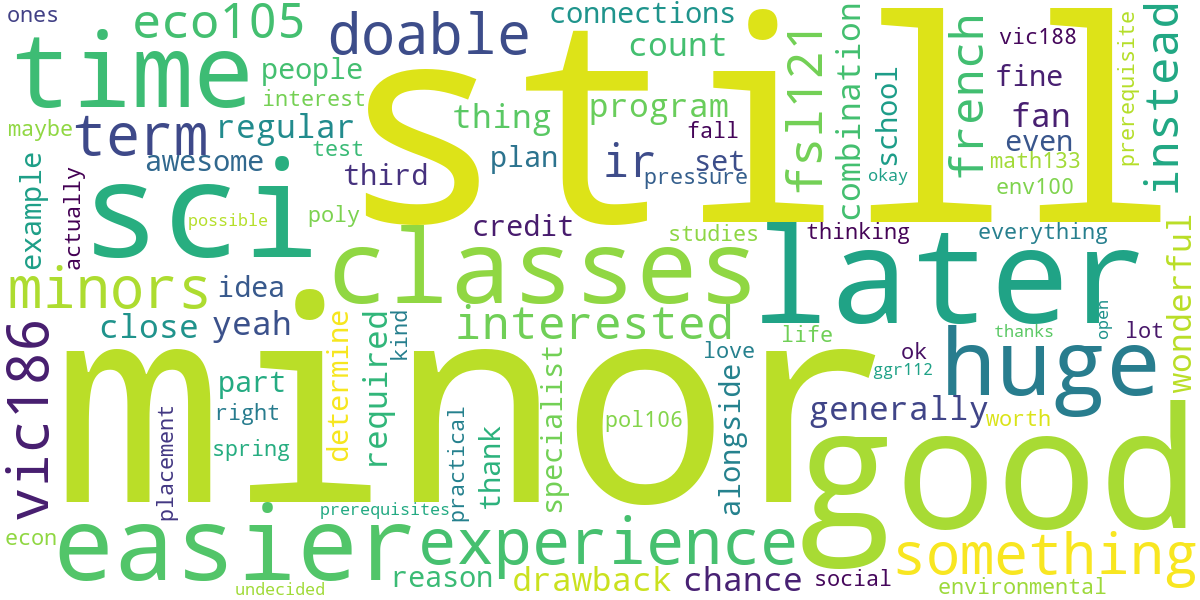 ones
eco105
doable
connections
count
still
fsl121
combination
school
french
vic188
fine
prerequisite
instead
time
people
interest
thing
program
fall
fan
even
maybe
term
regular
test
awesome
third
plan
ir
set
pressure
okay
math133
env100
example
actually
sci
possible
poly
credit
studies
thinking
everything
minors
idea
classes
later
wonderful
close
yeah
interested
life
thanks
open
lot
vic186
minor
determine
required
kind
love
ok
ggr112
huge
part
right
spring
placement
practical
thank
specialist
pol106
alongside
generally
worth
good
prerequisites
econ
easier
experience
something
undecided
reason
drawback
chance
social
environmental